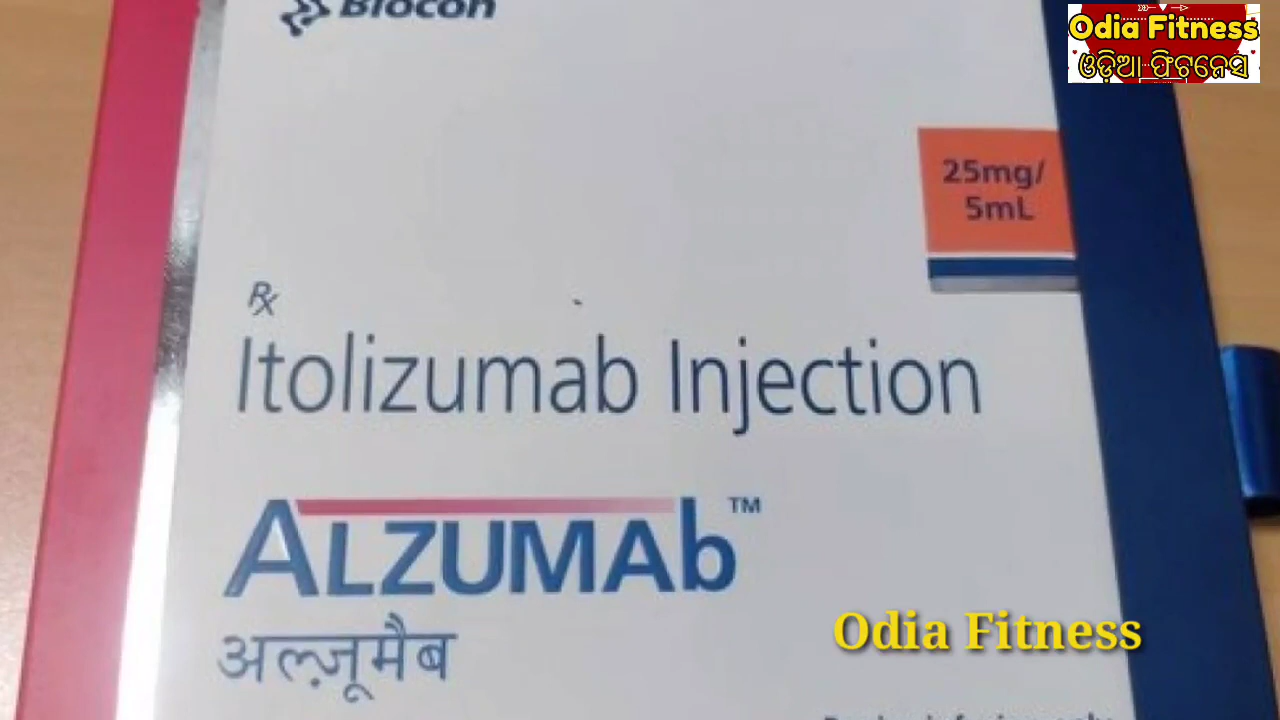 Biocon
Odia Fitness
ଓଡ଼ିଆ ଫିଟନେସ
25mg/
5mL
Rx
Itolizumab Injection
ALZUMAb™
अल्ज़ूमैब
Odia Fitness